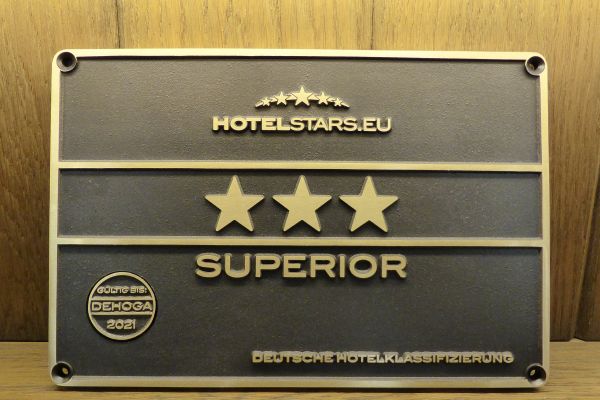 HOTELSTARS.EU
SUPERIOR
GÜLTIG BIS:
DEHOGA
2021
DEUTSCHE HOTELKLASSIFIZIERUNG